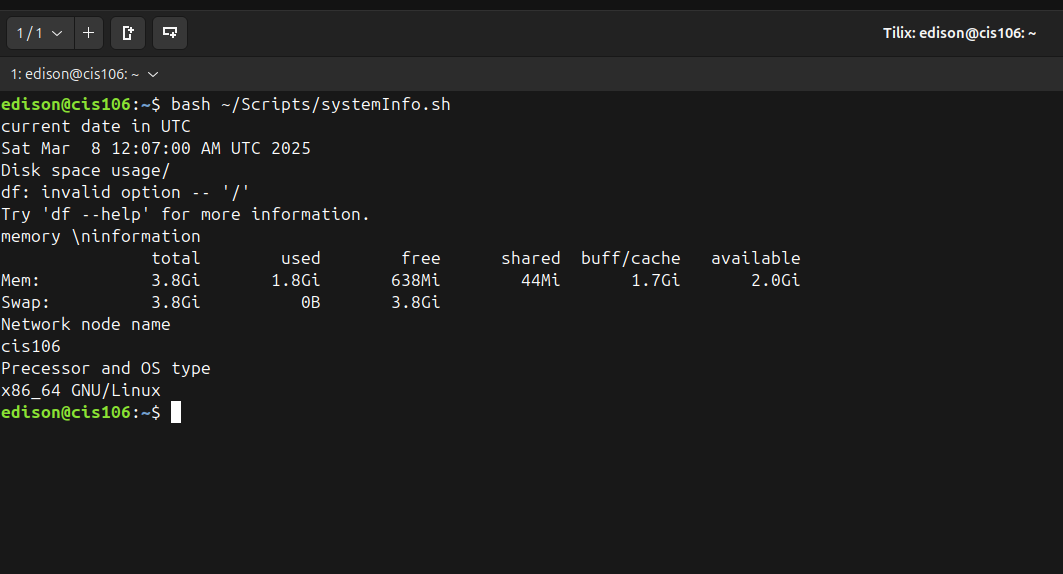 1 / 1
Tilix: edison@cis106: ~
1: edison@cis106: ~
edison@cis106:~$ bash ~/Scripts/systemInfo.sh
current date in UTC
Sat Mar  8 12:07:00 AM UTC 2025
Disk space usage/
df: invalid option -- '/'
Try 'df --help' for more information.
memory \ninformation
               total        used        free      shared  buff/cache   available
Mem:           3.8Gi       1.8Gi       638Mi        44Mi       1.7Gi       2.0Gi
Swap:          3.8Gi          0B       3.8Gi
Network node name
cis106
Precessor and OS type
x86_64 GNU/Linux
edison@cis106:~$